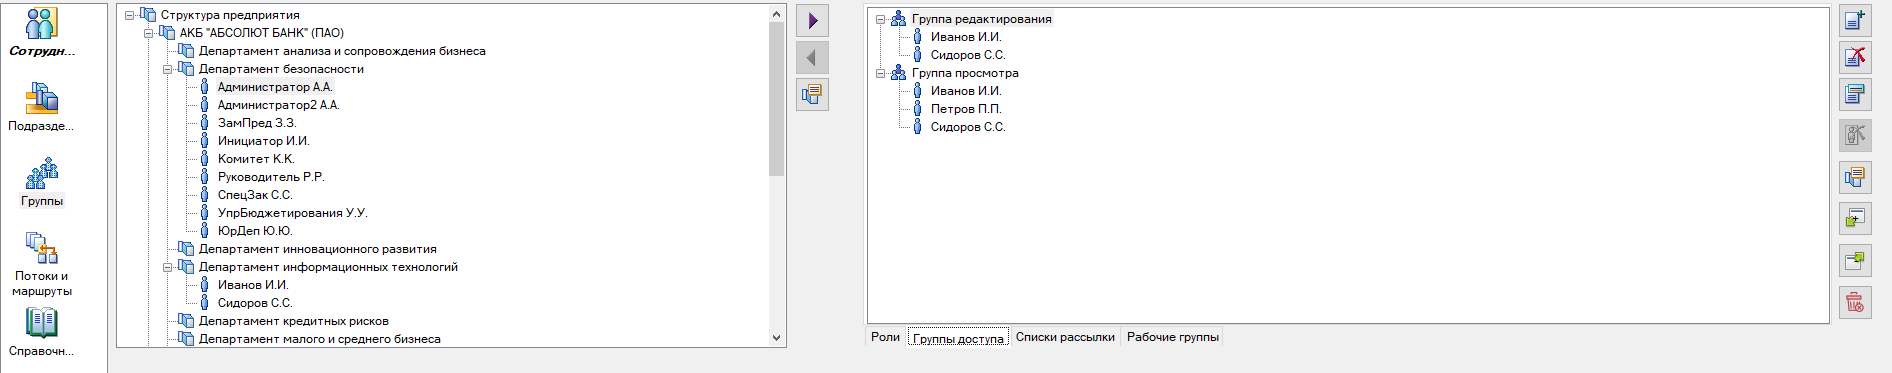 Сотрудн...
Подразде...
Группы
Потоки и
маршруты
Справочн...
Структура предприятия
АКБ "АБСОЛЮТ БАНК" (ПАО)
Департамент анализа и сопровождения бизнеса
Департамент безопасности
Администратор А.А.
Администратор2 А.А.
ЗамПред З.З.
Инициатор И.И.
Комитет К.К.
Руководитель Р.Р.
СпецЗак С.С.
УпрБюджетирования У.У.
ЮрДеп Ю.Ю.
Департамент инновационного развития
Департамент информационных технологий
Иванов И.И.
Сидоров С.С.
Департамент кредитных рисков
Департамент малого и среднего бизнеса
Группа редактирования
Иванов И.И.
Сидоров С.С.
Группа просмотра
Иванов И.И.
Петров П.П.
Сидоров С.С.
Роли Группы доступа Списки рассылки Рабочие группы